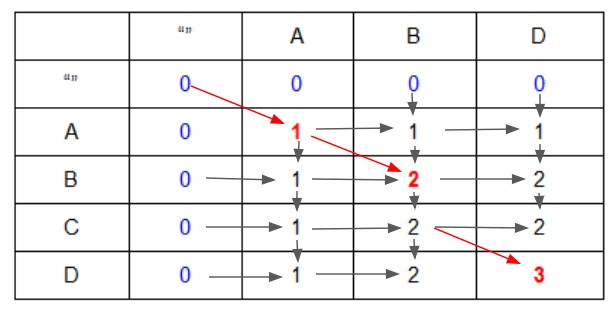 “” A B D
“” 0 0 0 0
A 0 1 1 1
B 0 1 2 2
C 0 1 2 2
D 0 1 2 3